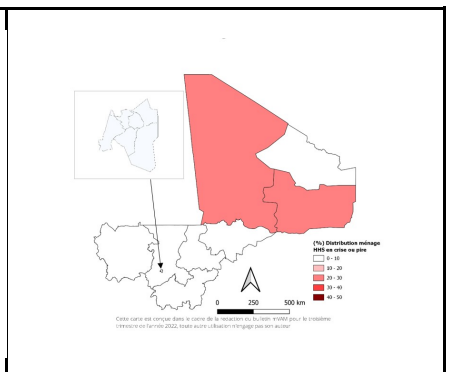 (%) Distribution ménage
HHS en crise ou pire
0 - 10
10 - 20
20 - 30
30 - 40
40 - 50
0 250 500 km
Cette carte est conçue dans le cadre de la rédaction du bulletin mVAM pour le troisième
trimestre de l'année 2022, toute autre utilisation n'engage pas son auteur